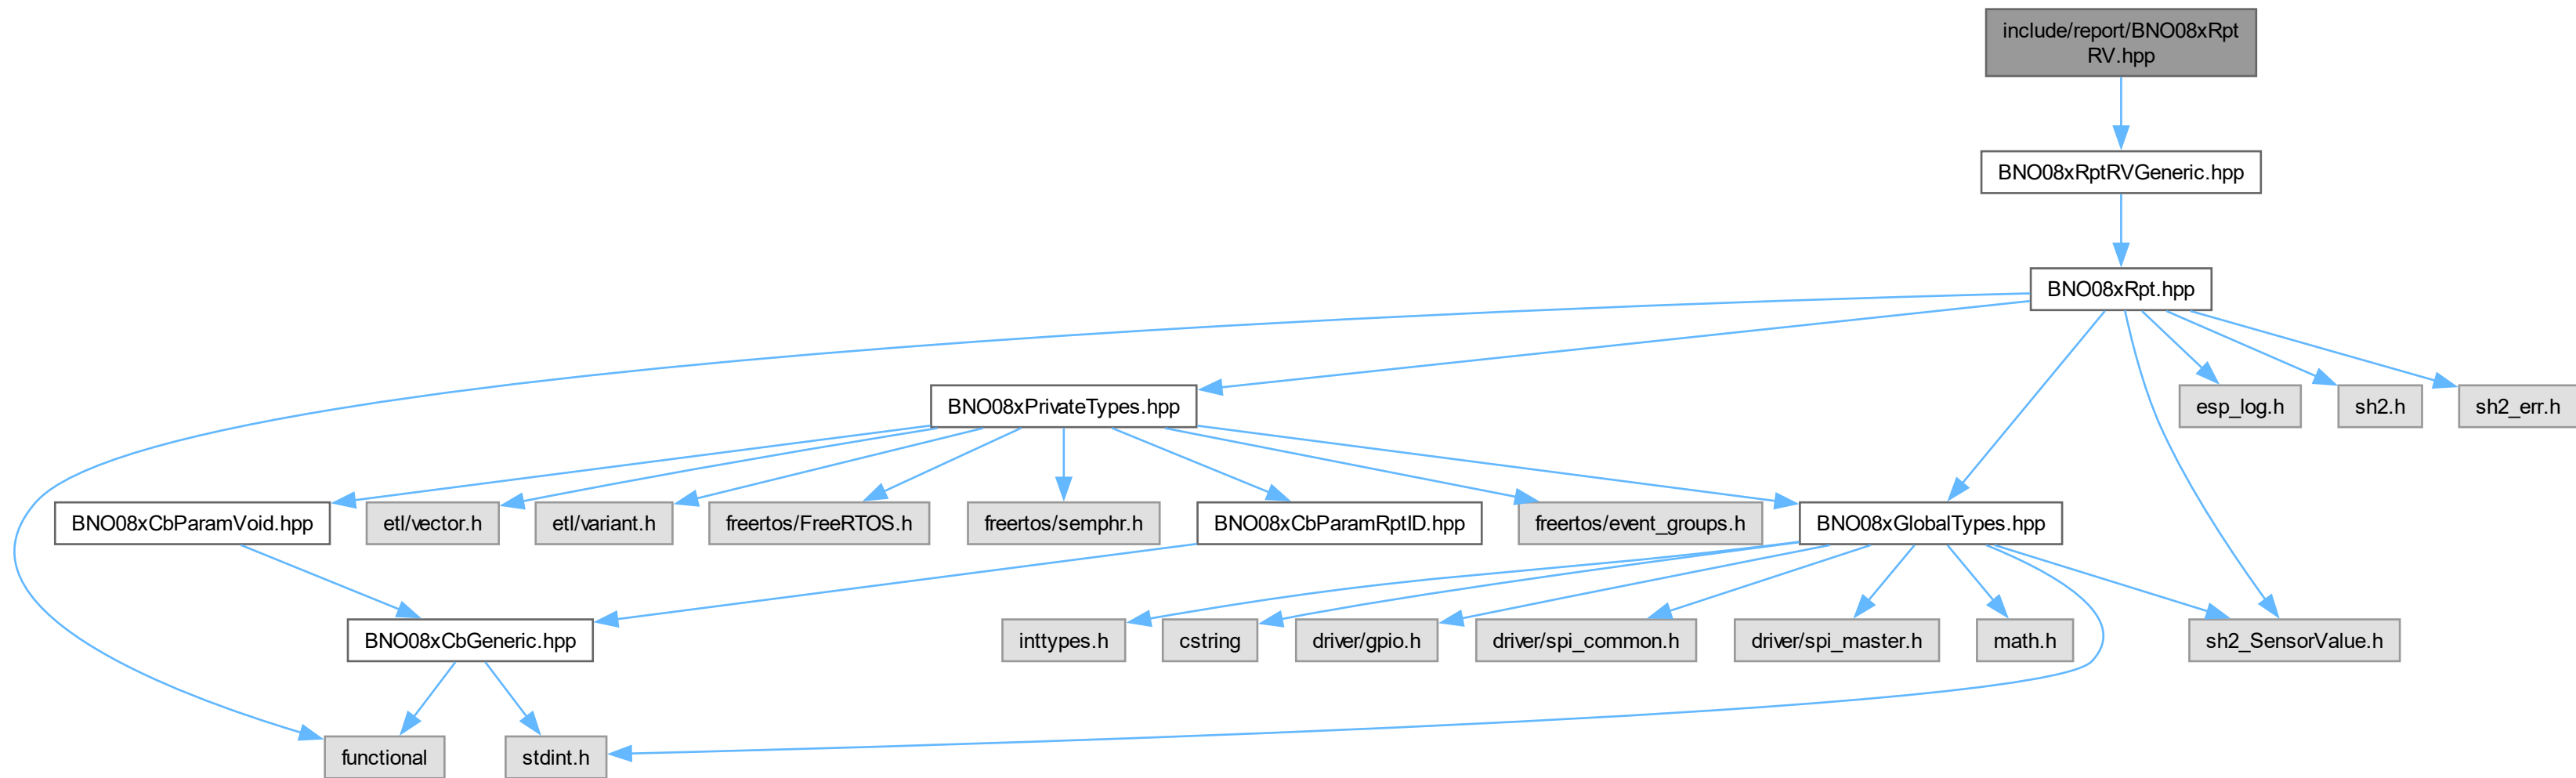 include/report/BNO08xRpt
RV.hpp
BNO08xRptRVGeneric.hpp
BNO08xRpt.hpp
BNO08xPrivateTypes.hpp
esp_log.h
sh2.h
sh2_err.h
BNO08xCbParamVoid.hpp
etl/vector.h
etl/variant.h
freertos/FreeRTOS.h
freertos/semphr.h
BNO08xCbParamRptID.hpp
freertos/event_groups.h
BNO08xGlobalTypes.hpp
BNO08xCbGeneric.hpp
inttypes.h
cstring
driver/gpio.h
driver/spi_common.h
driver/spi_master.h
math.h
sh2_SensorValue.h
functional
stdint.h